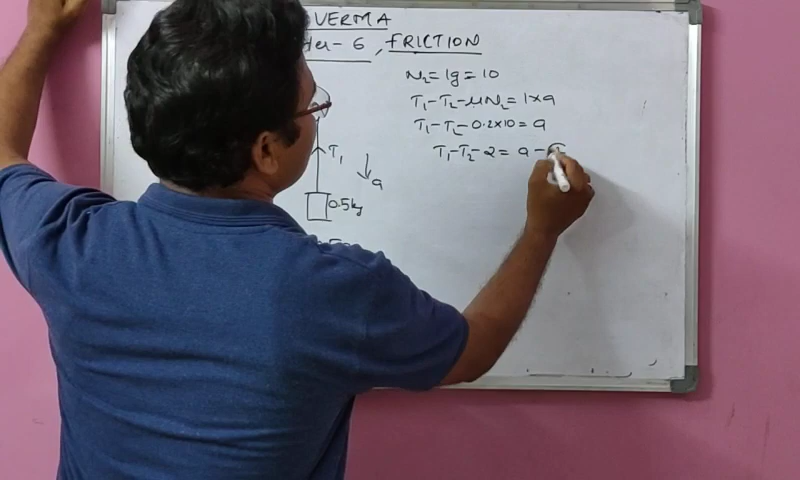 VERMA
6, FRICTION
N₂ = 1g = 10
T₁ - T₂ - μN₂ = 1×a
T₁ - T₂ - 0.2×10 = a
T₁ - T₂ - 2 = a -
T₁
a
0.5kg